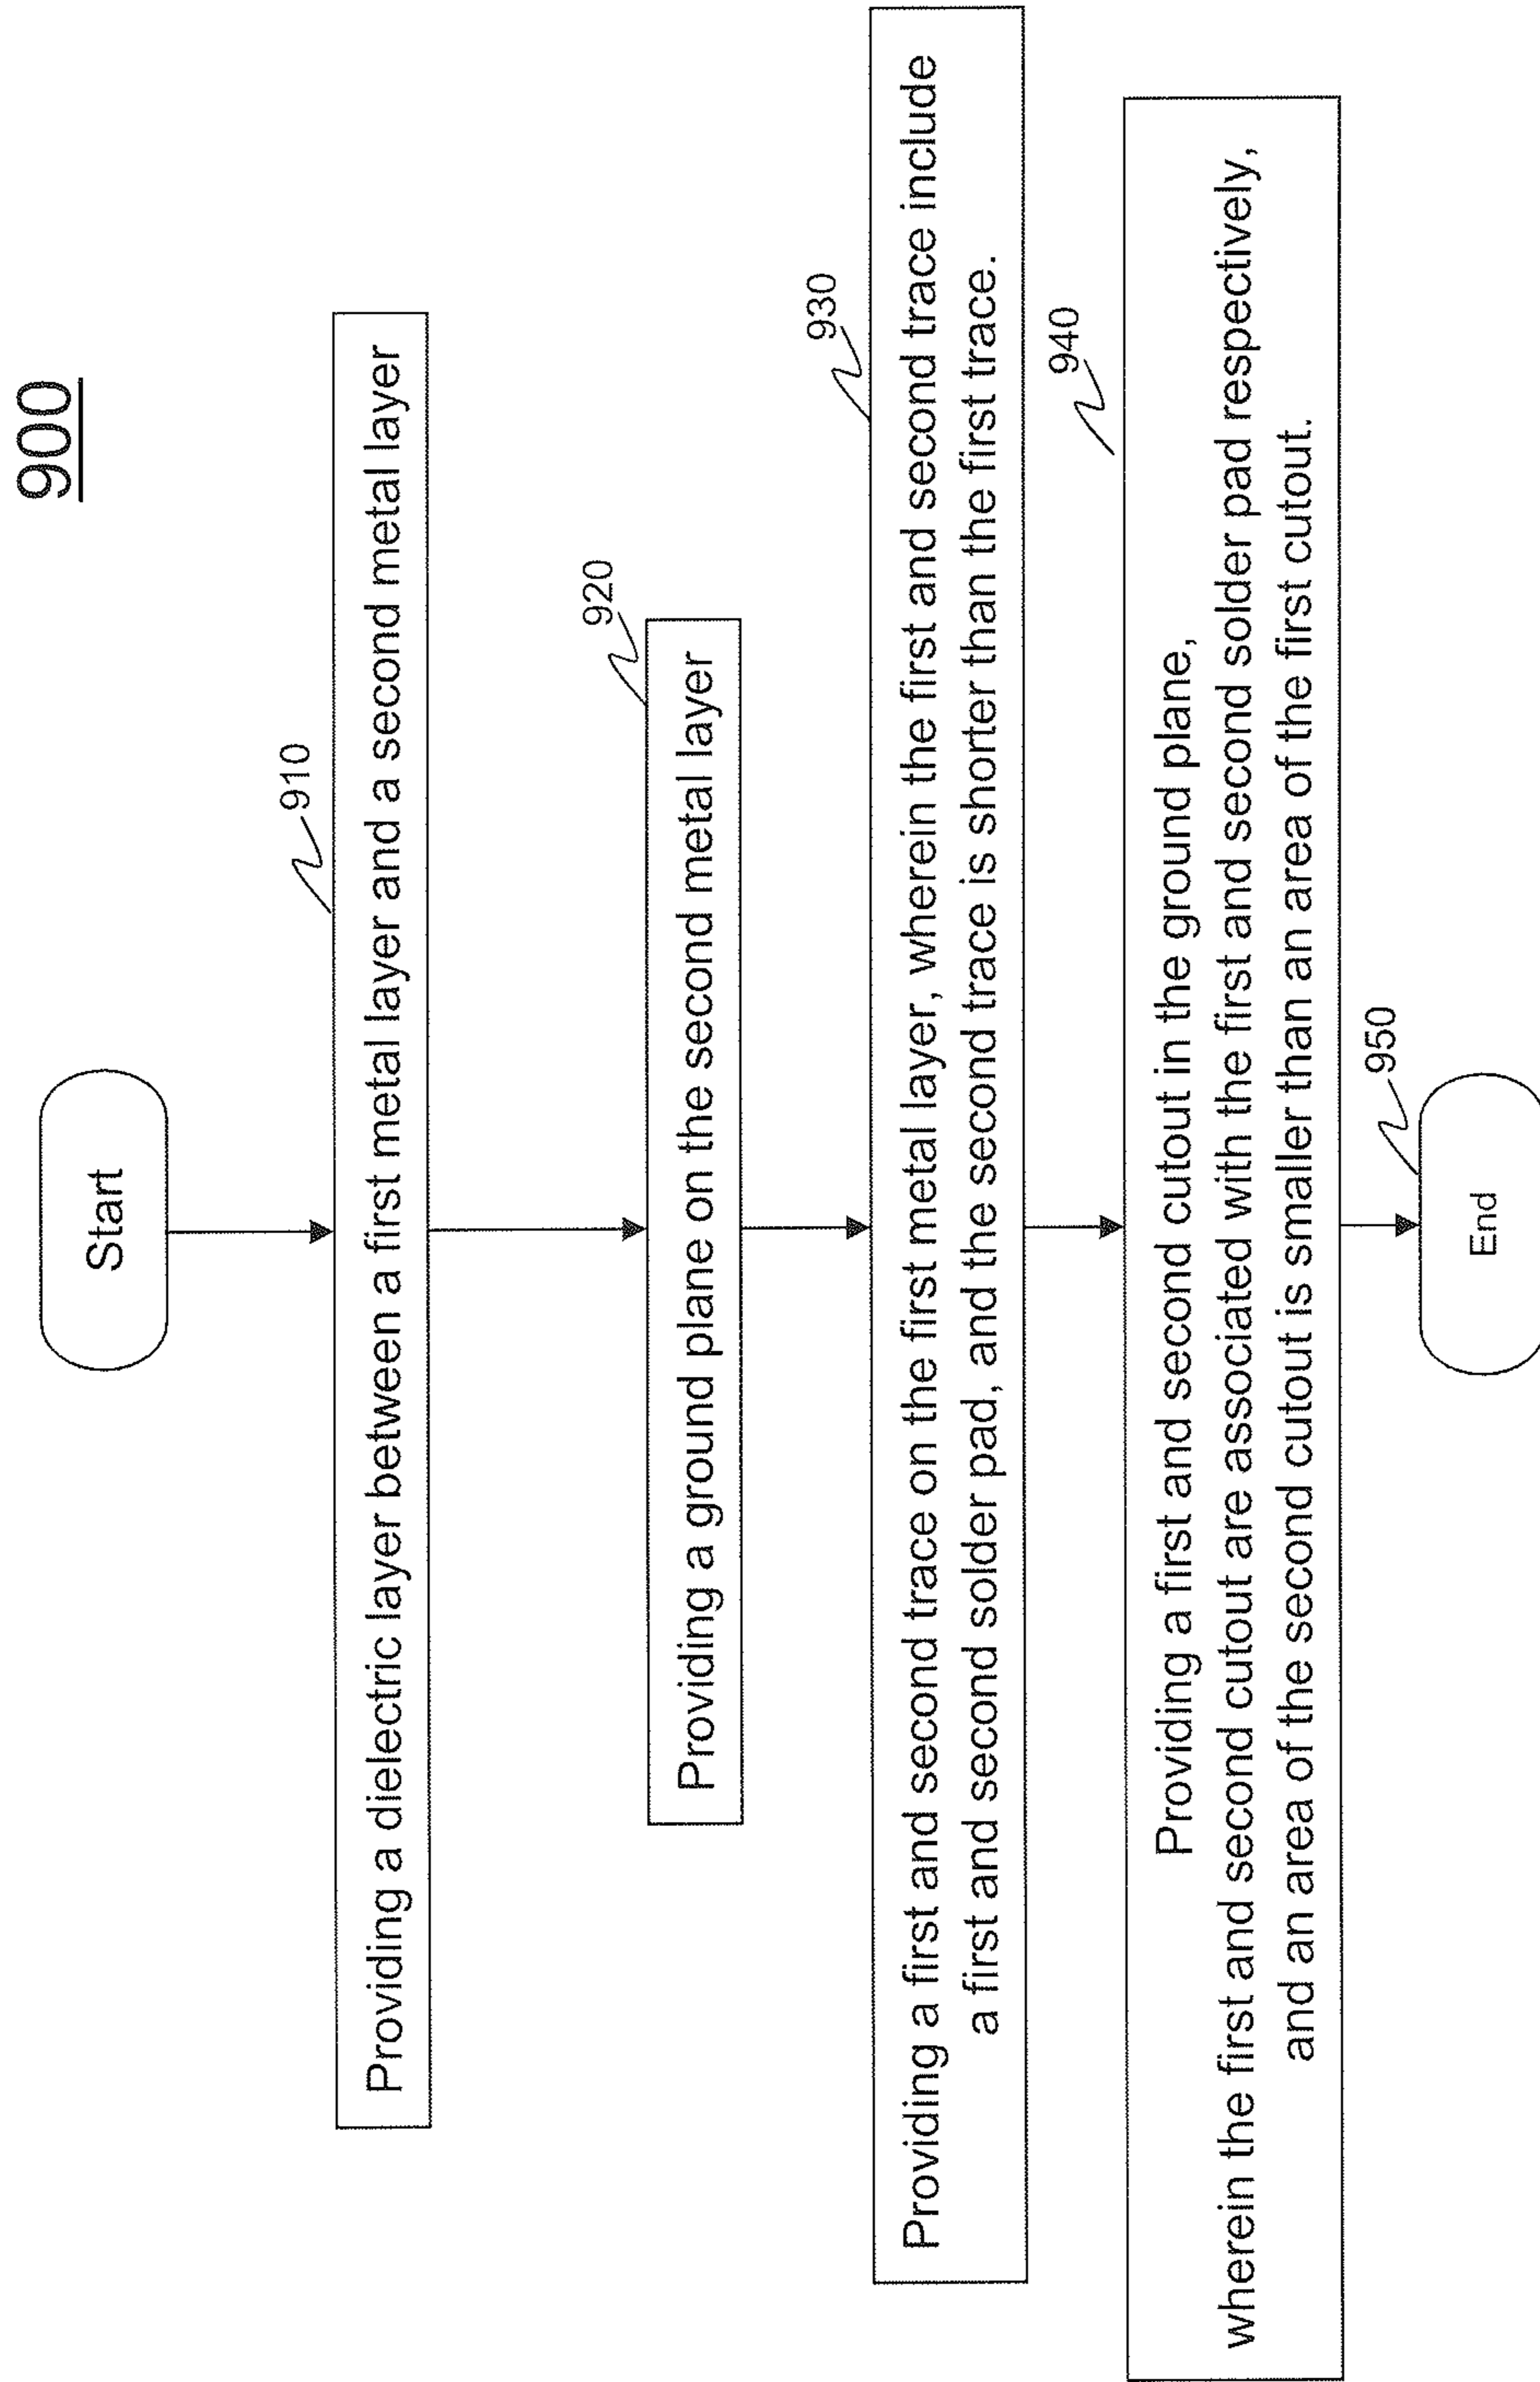 900
Start
910
Providing a dielectric layer between a first metal layer and a second metal layer
920
Providing a ground plane on the second metal layer
930
Providing a first and second trace on the first metal layer, wherein the first and second trace include
a first and second solder pad, and the second trace is shorter than the first trace.
940
Providing a first and second cutout in the ground plane,
wherein the first and second cutout are associated with the first and second solder pad respectively,
and an area of the second cutout is smaller than an area of the first cutout.
950
End